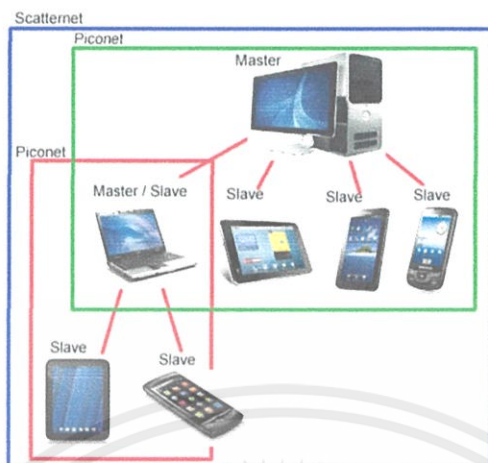 Scatternet
Piconet
Master
Piconet
Master / Slave
Slave
Slave
Slave
Slave
Slave